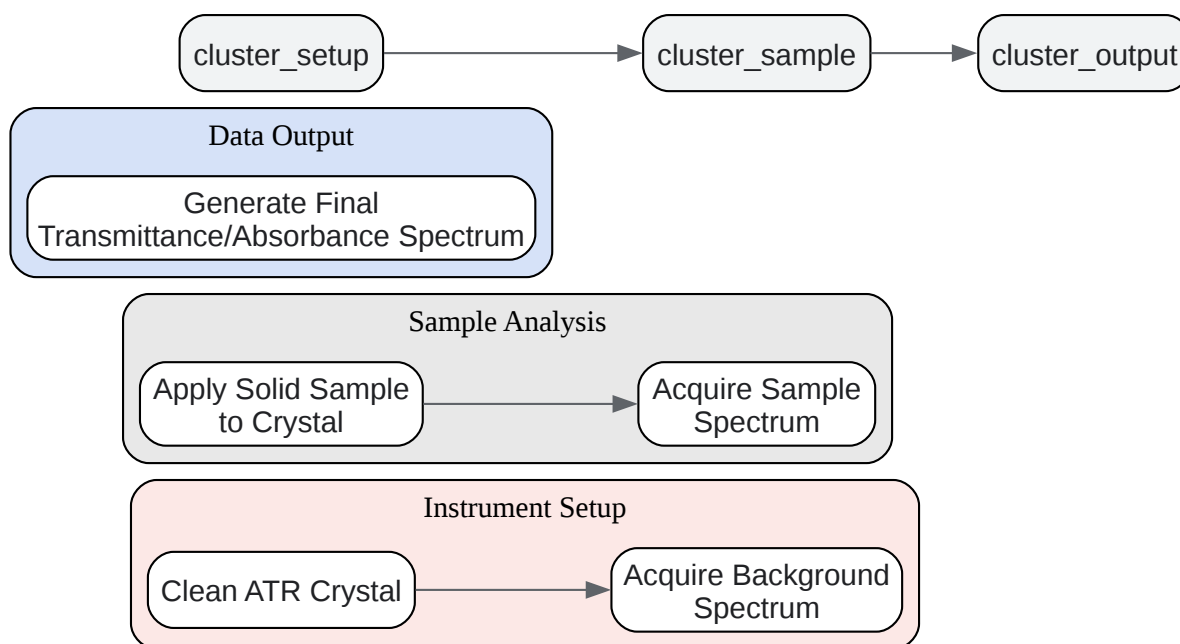 cluster_setup
cluster_sample
cluster_output
Data Output
Generate Final
Transmittance/Absorbance Spectrum
Sample Analysis
Apply Solid Sample
to Crystal
Acquire Sample
Spectrum
Instrument Setup
Clean ATR Crystal
Acquire Background
Spectrum